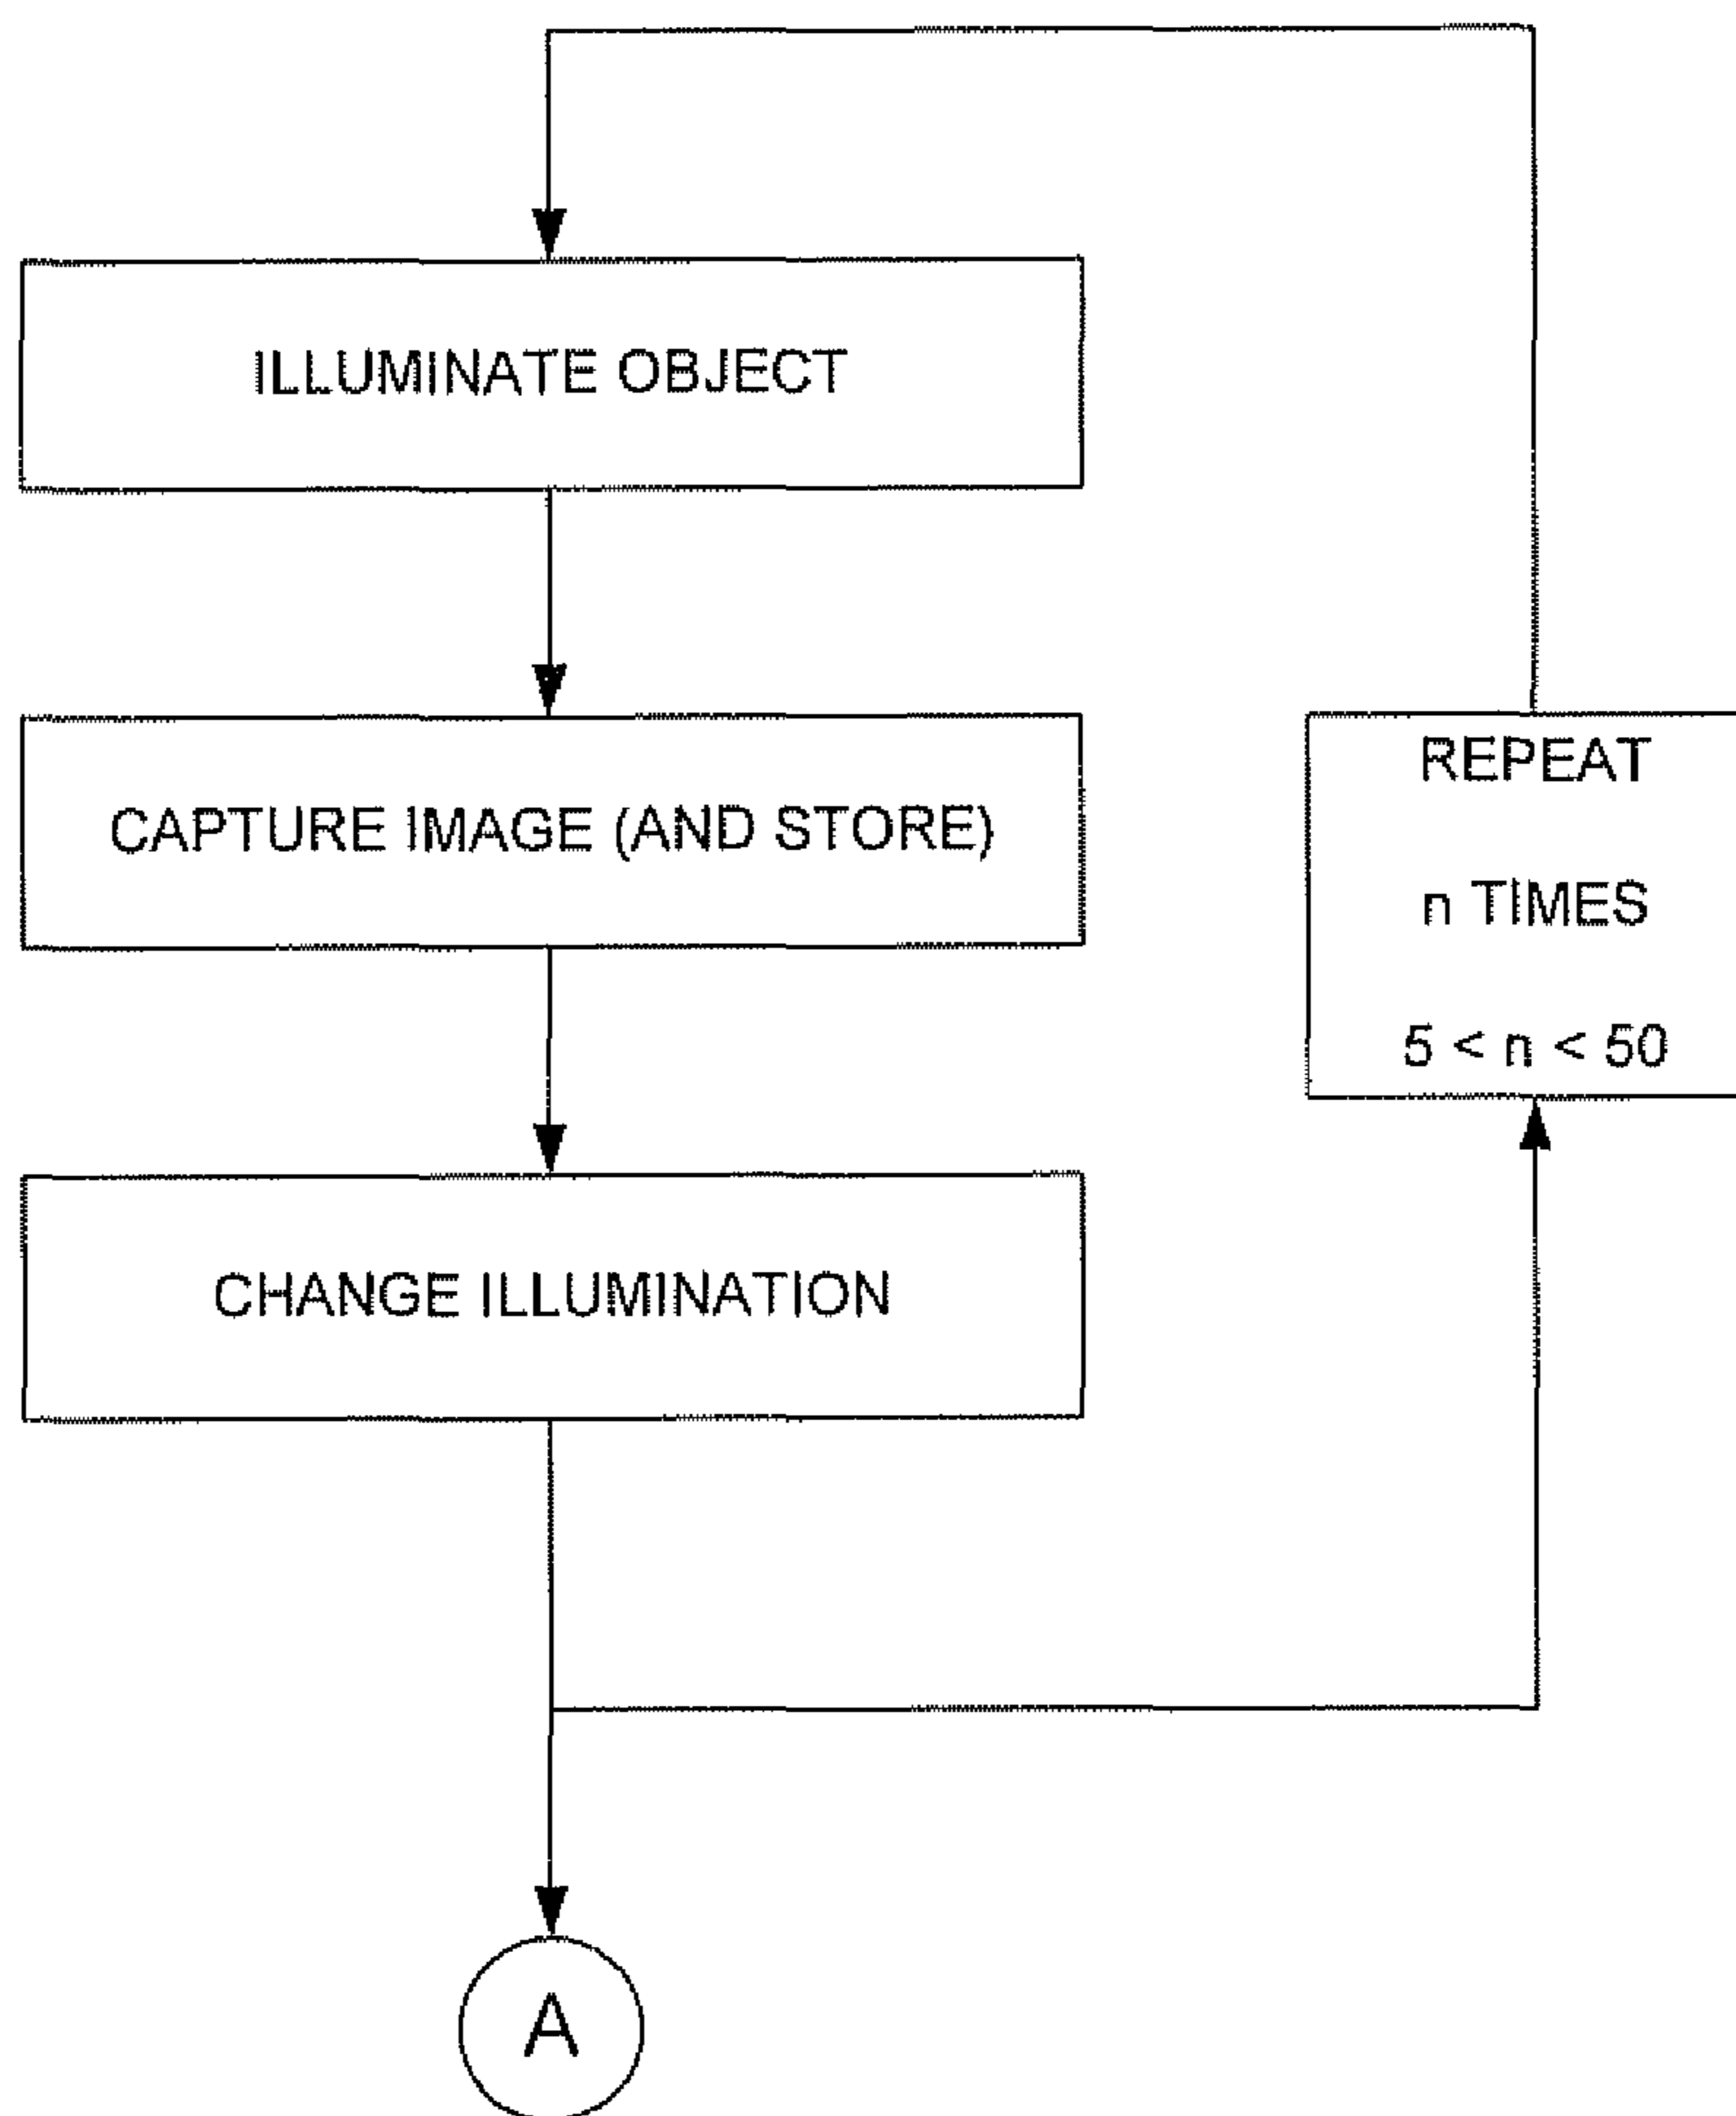 ILLUMINATE OBJECT
CAPTURE IMAGE (AND STORE)
REPEAT
n TIMES
5 < n < 50
CHANGE ILLUMINATION
A